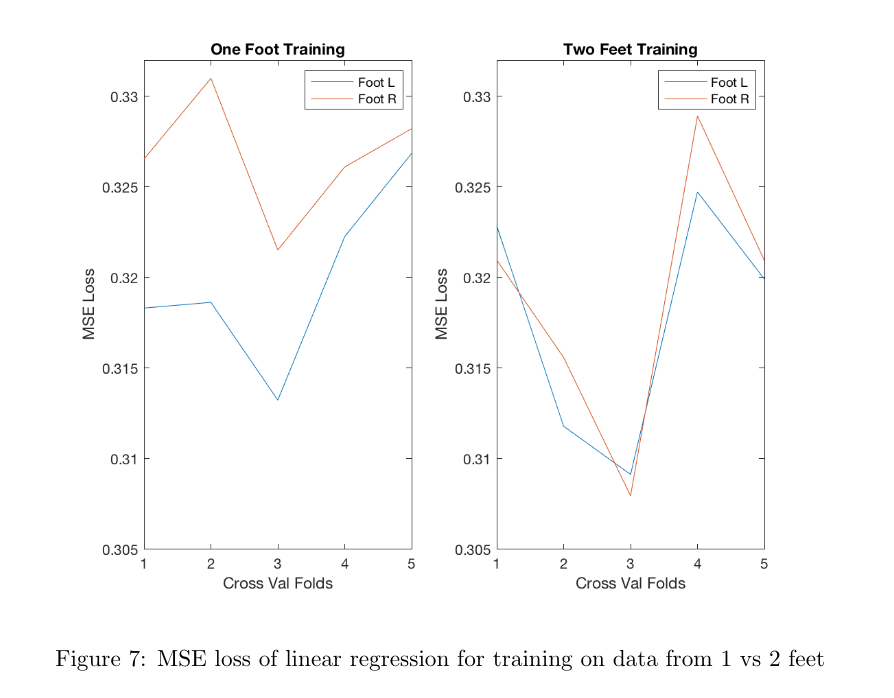 One Foot Training
Foot L
Foot R
0.33
0.325
0.32
0.315
0.31
0.305
MSE Loss
1 2 3 4 5
Cross Val Folds
Two Feet Training
Foot L
Foot R
0.33
0.325
0.32
0.315
0.31
0.305
MSE Loss
1 2 3 4 5
Cross Val Folds
Figure 7: MSE loss of linear regression for training on data from 1 vs 2 feet